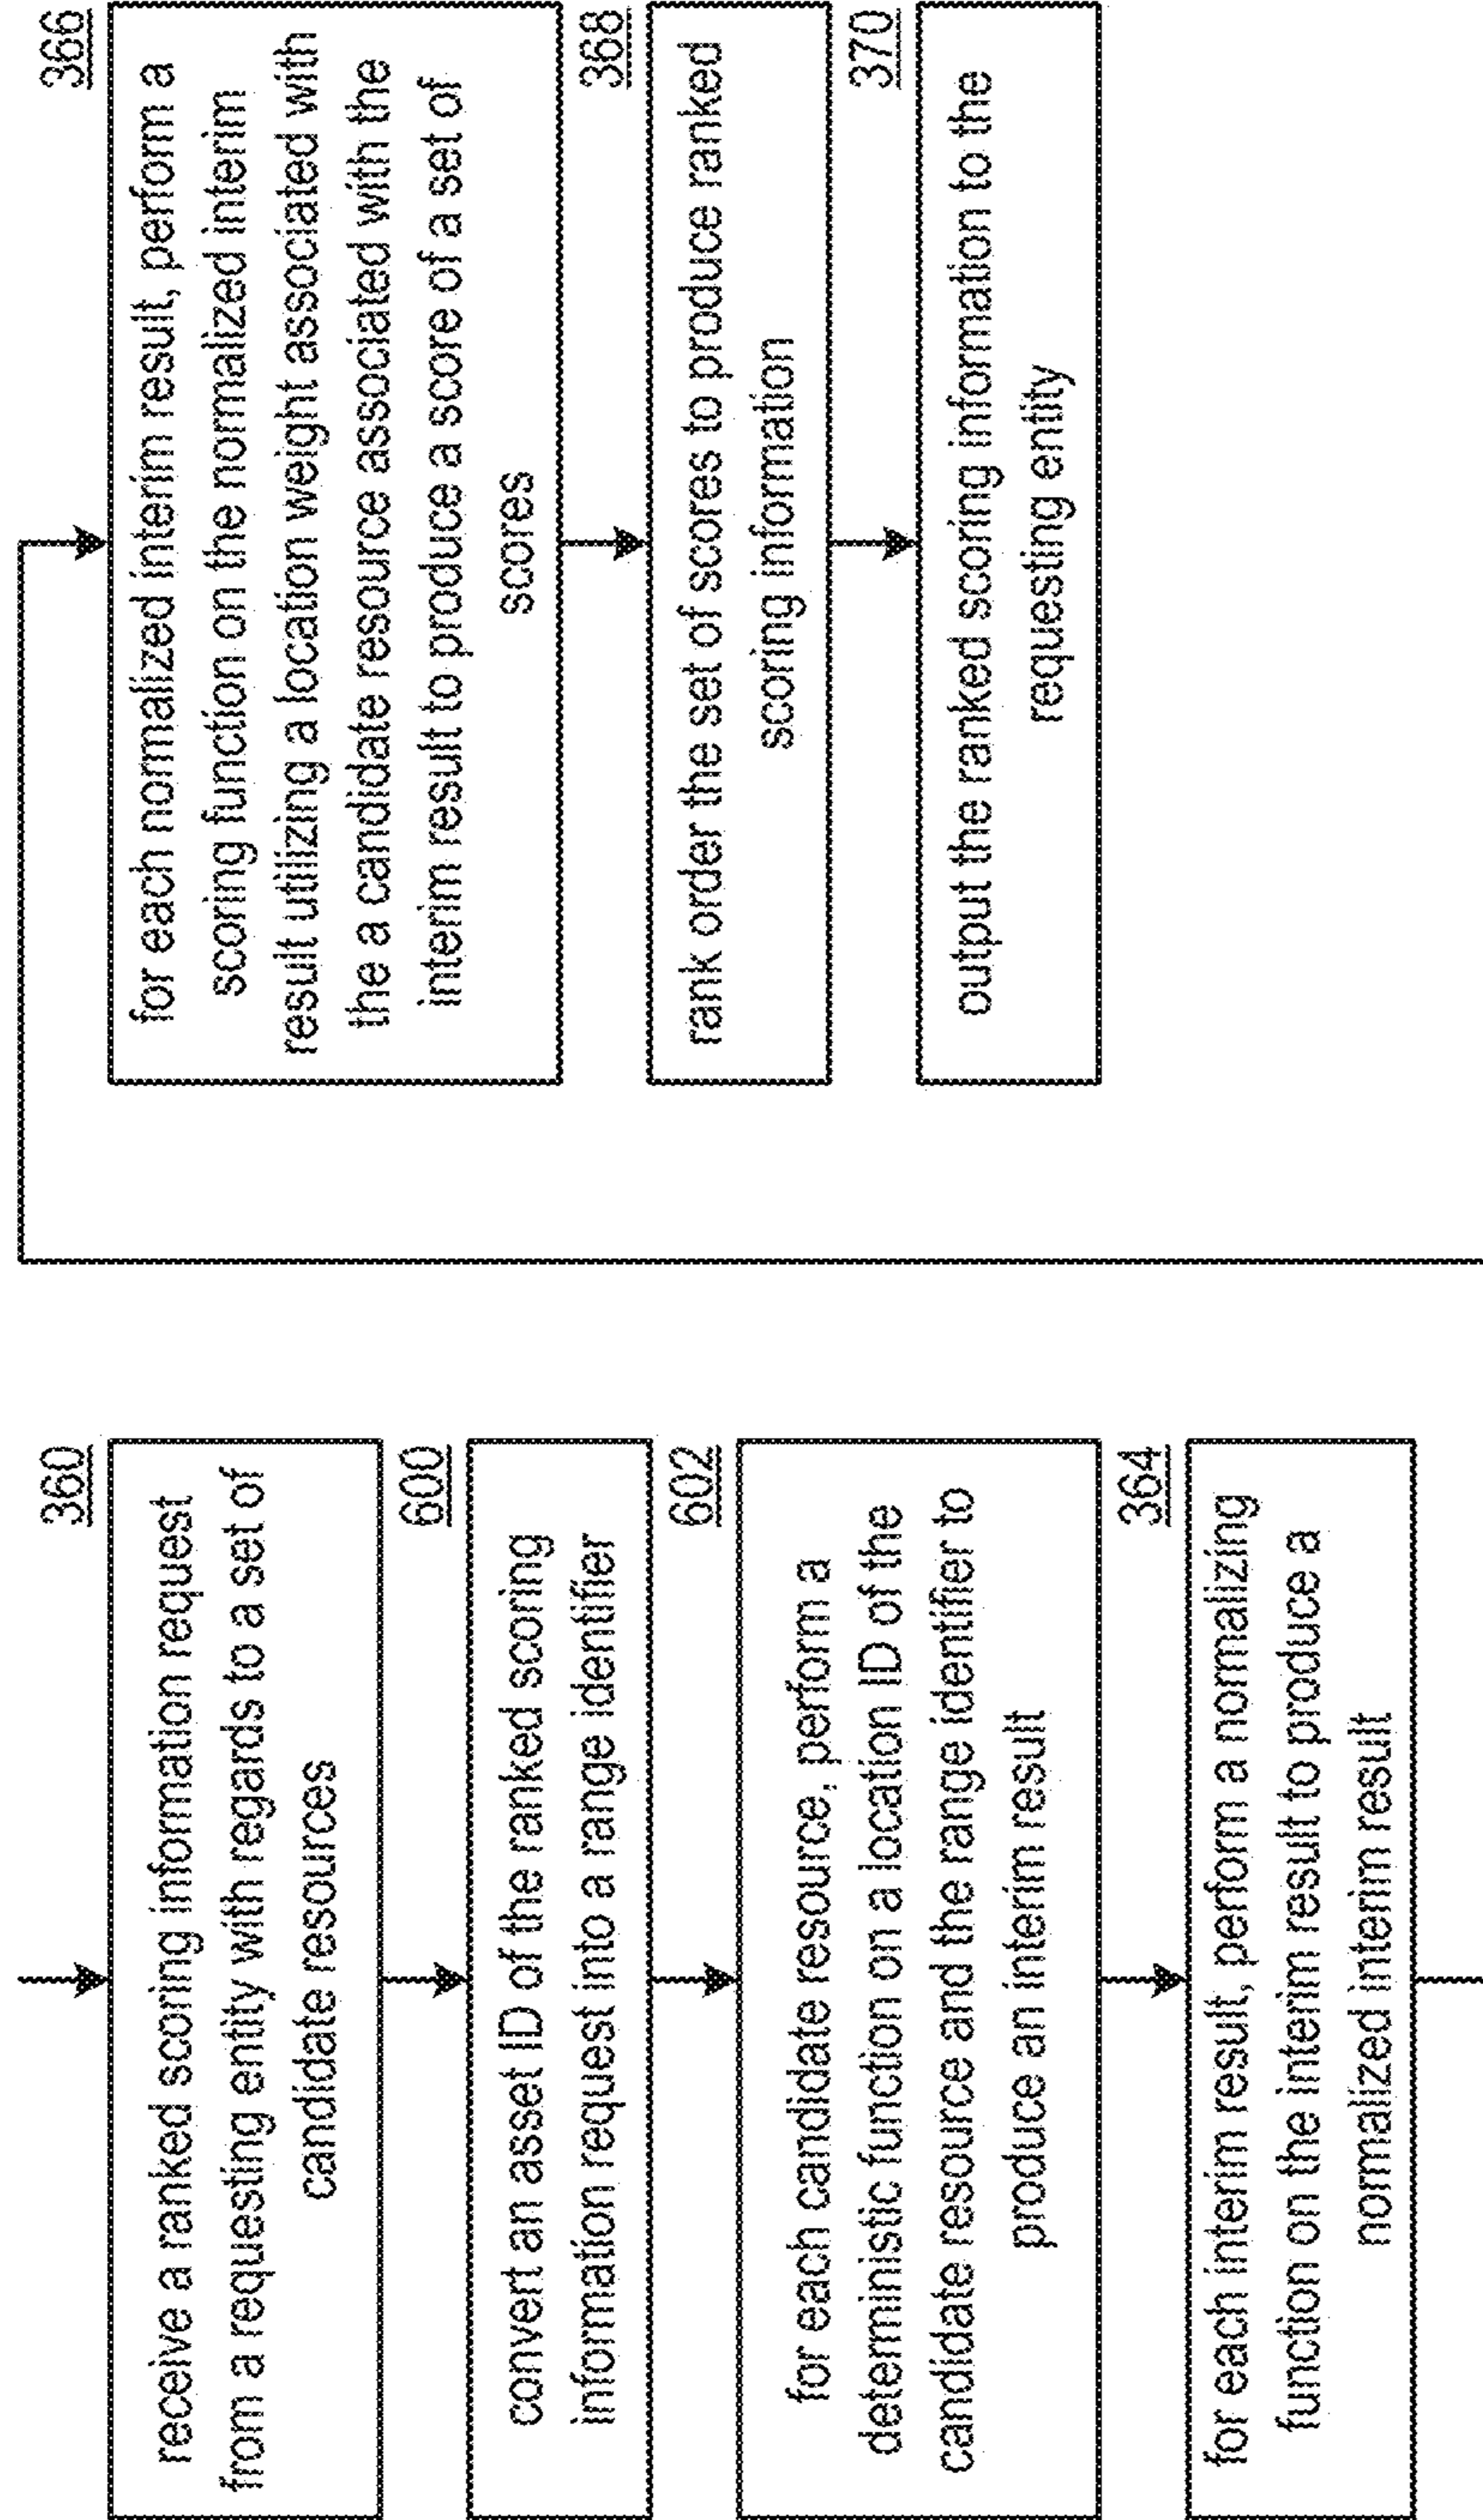 360
receive a ranked scoring information request
from a requesting entity with regards to a set of
candidate resources
600
convert an asset ID of the ranked scoring
information request into a range identifier
602
for each candidate resource, perform a
deterministic function on a location ID of the
candidate resource and the range identifier to
produce an interim result
364
for each interim result, perform a normalizing
function on the interim result to produce a
normalized interim result
366
for each normalized interim result, perform a
scoring function on the normalized interim
result utilizing a location weight associated with
the a candidate resource associated with the
interim result to produce a score of a set of
scores
368
rank order the set of scores to produce ranked
scoring information
370
output the ranked scoring information to the
requesting entity